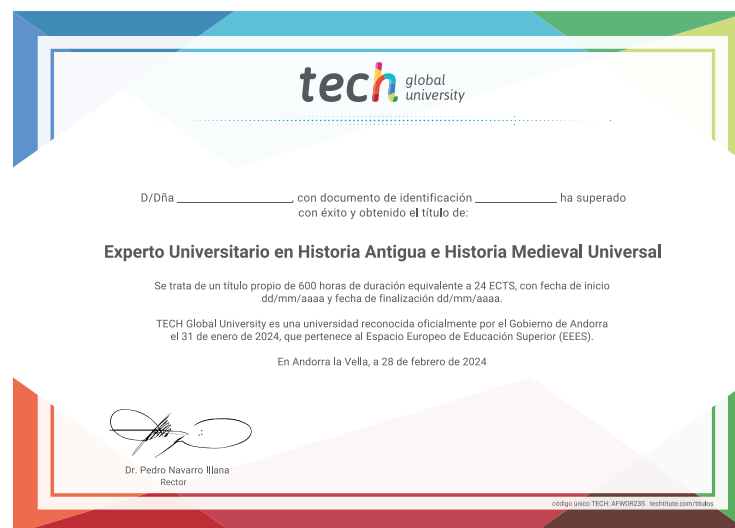 tech global
university
D/Dña ____________, con documento de identificación ____________ ha superado
con éxito y obtenido el título de:
Experto Universitario en Historia Antigua e Historia Medieval Universal
Se trata de un título propio de 600 horas de duración equivalente a 24 ECTS, con fecha de inicio
dd/mm/aaaa y fecha de finalización dd/mm/aaaa.
TECH Global University es una universidad reconocida oficialmente por el Gobierno de Andorra
el 31 de enero de 2024, que pertenece al Espacio Europeo de Educación Superior (EEES).
En Andorra la Vella, a 28 de febrero de 2024
Dr. Pedro Navarro Illana
Rector
código único TECH: AFWOR23S techtitute.com/titulos